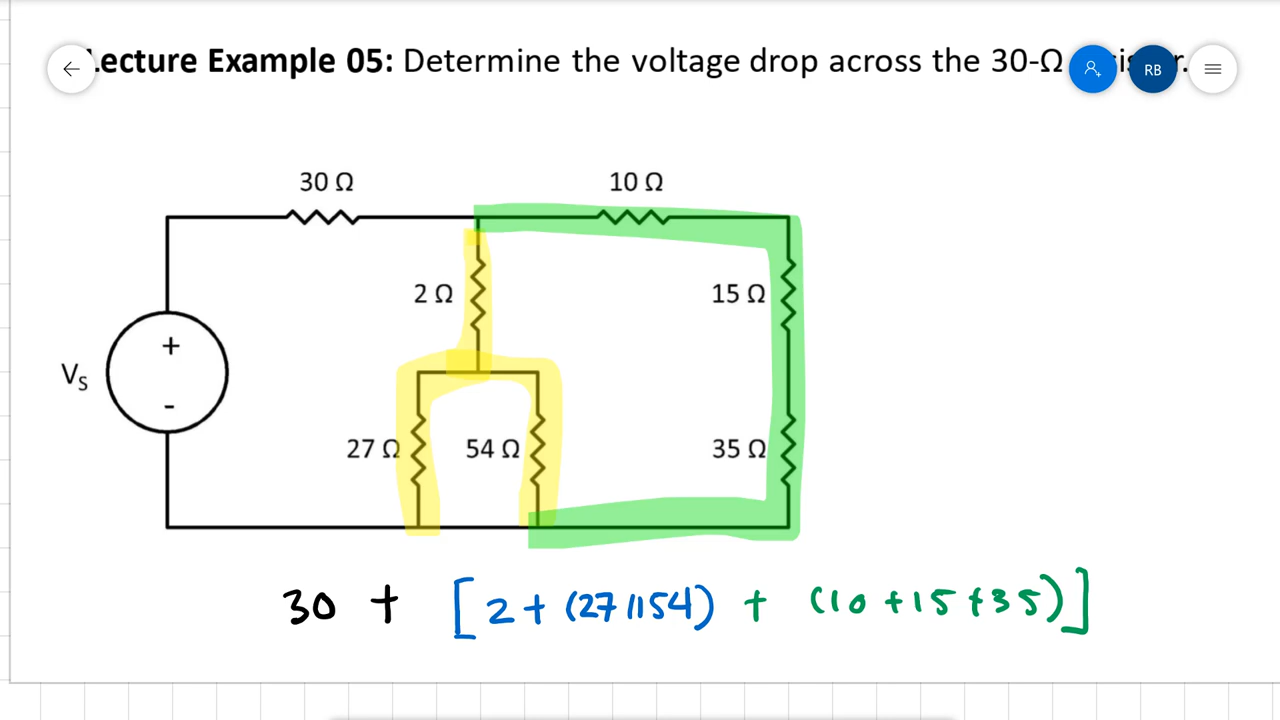 Lecture Example 05: Determine the voltage drop across the 30-Ω
RB
30 Ω
10 Ω
2 Ω
15 Ω
+
V_S
-
27 Ω
54 Ω
35 Ω
30 + [2 + (27||54) + (10 + 15 + 35)]